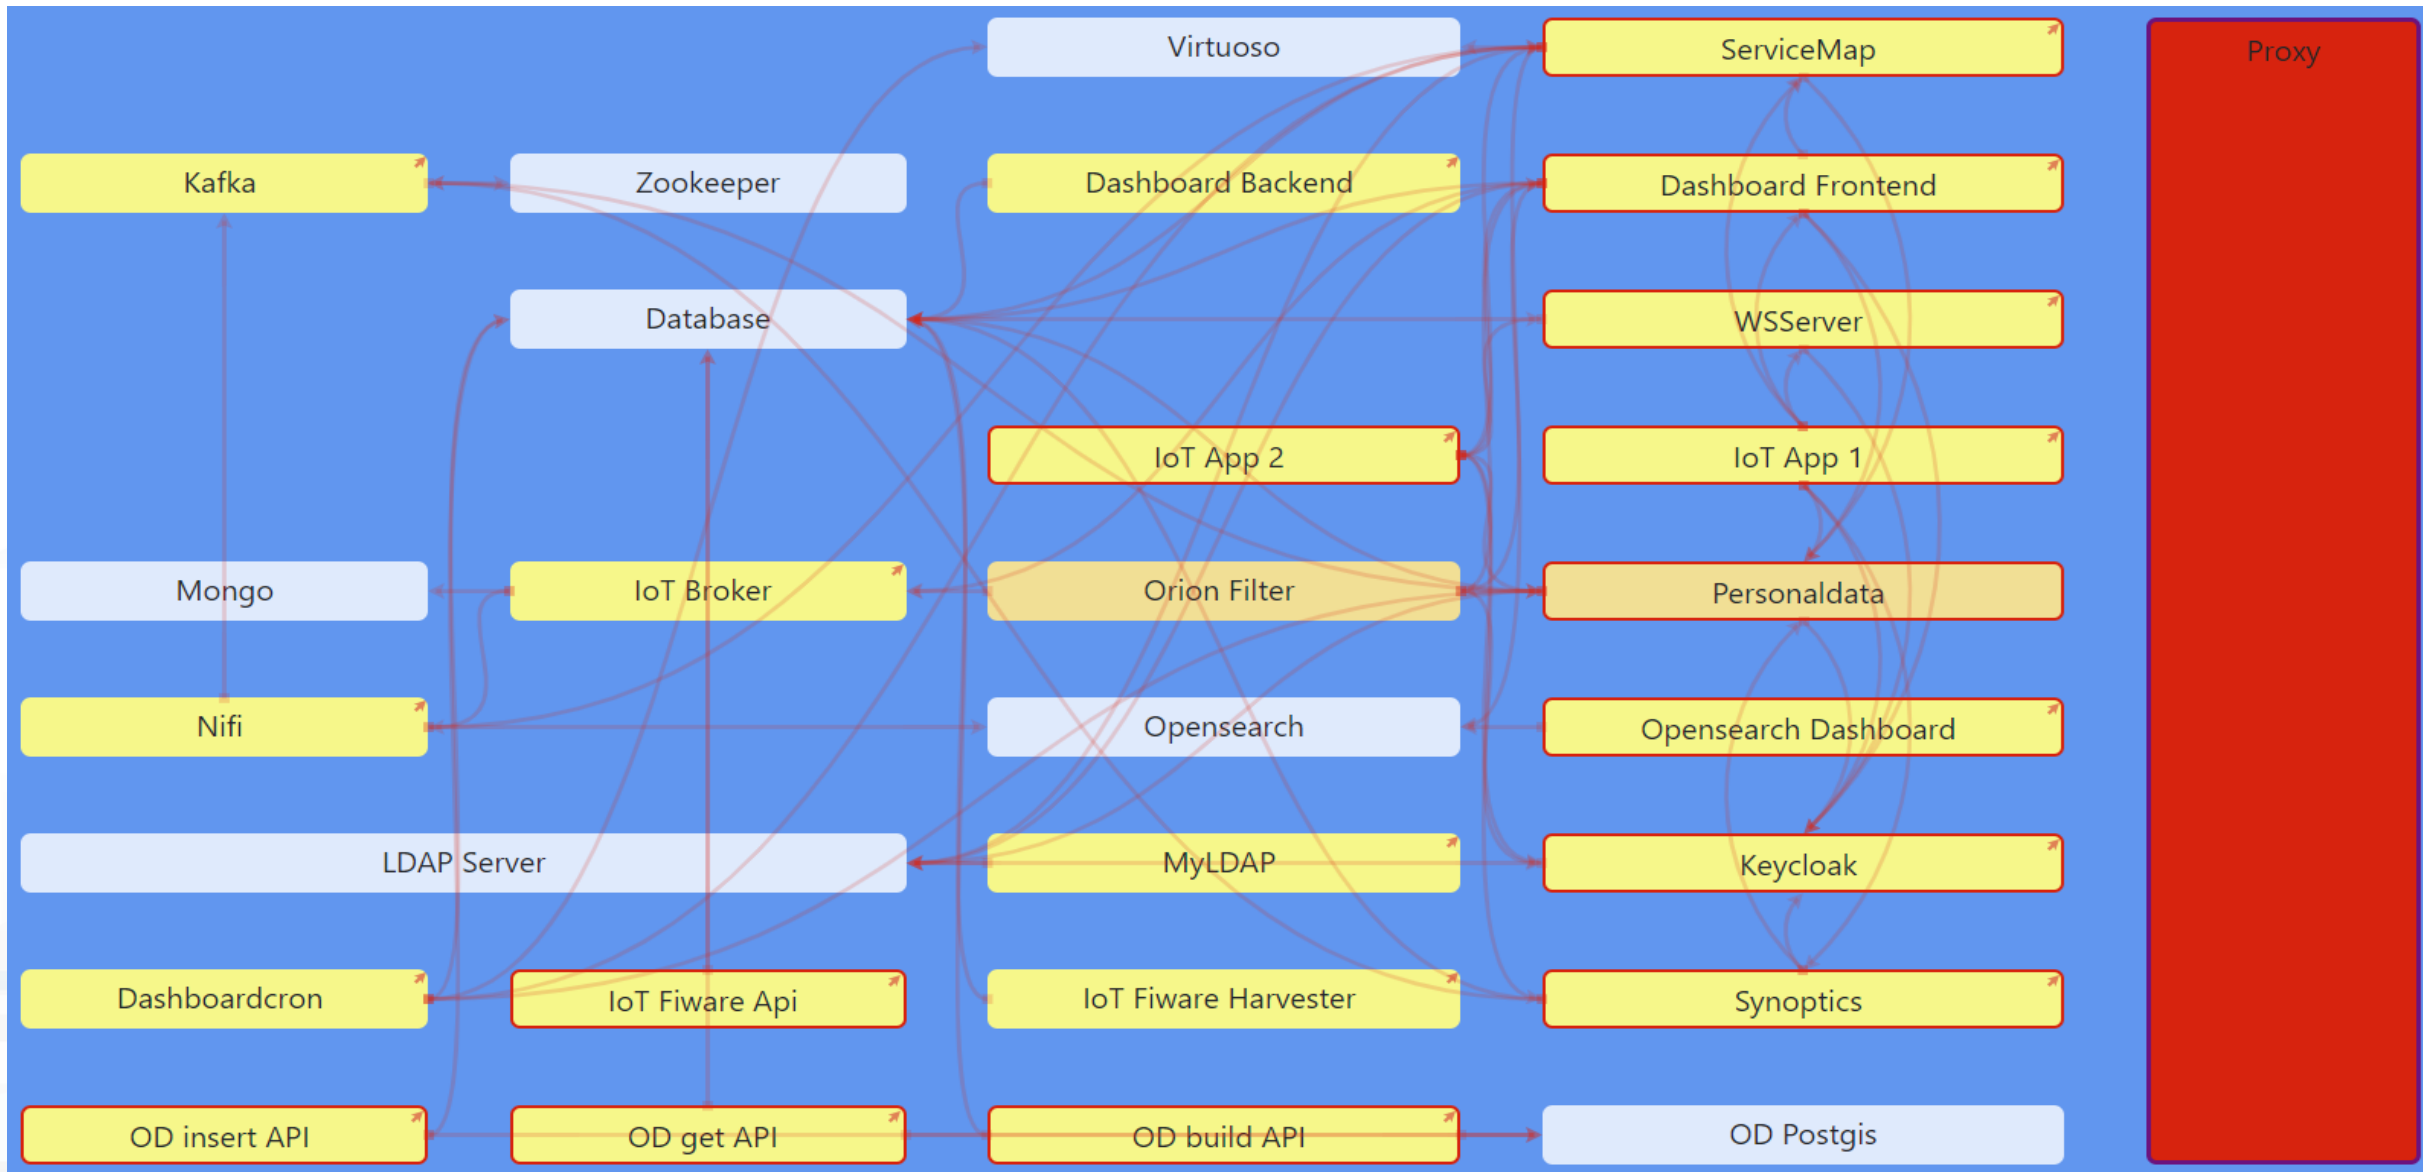 Virtuoso
ServiceMap
Proxy
Kafka
Zookeeper
Dashboard Backend
Dashboard Frontend
Database
WSServer
IoT App 2
IoT App 1
Mongo
IoT Broker
Orion Filter
Personaldata
Nifi
Opensearch
Opensearch Dashboard
LDAP Server
MyLDAP
Keycloak
Dashboardcron
IoT Fiware Api
IoT Fiware Harvester
Synoptics
OD insert API
OD get API
OD build API
OD Postgis